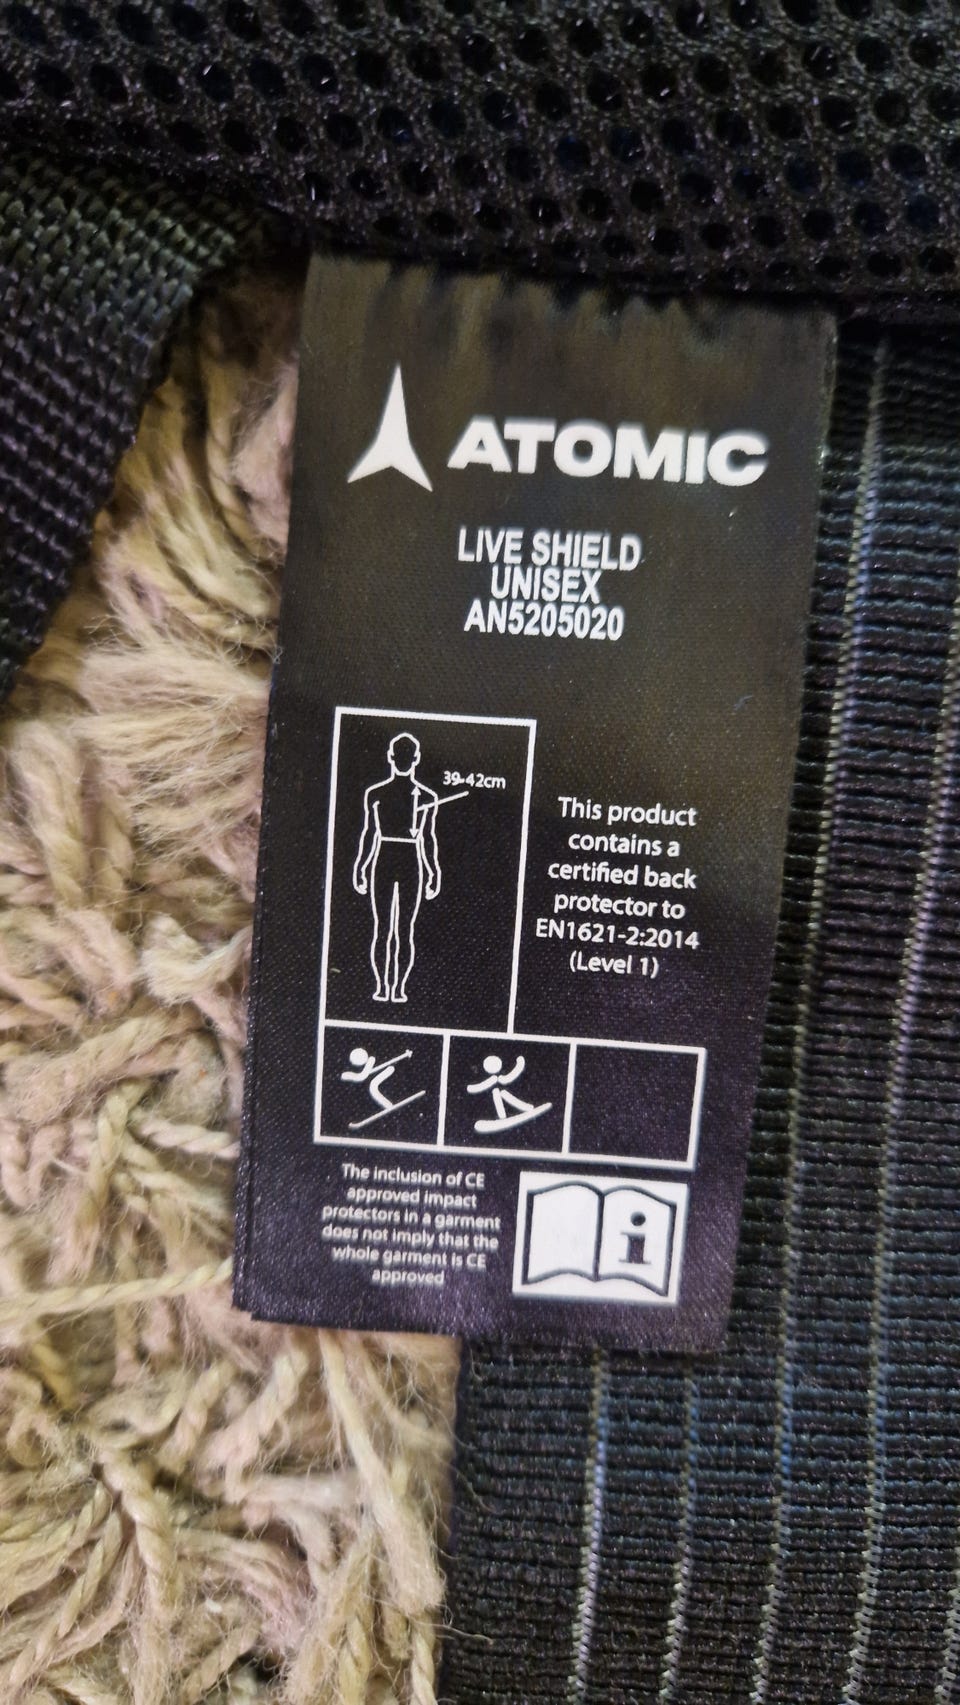 ATOMIC
LIVE SHIELD
UNISEX
AN5205020
39-42cm
This product
contains a
certified back
protector to
EN1621-2:2014
(Level 1)
The inclusion of CE
approved impact
protectors in a garment
does not imply that the
whole garment is CE
approved
i